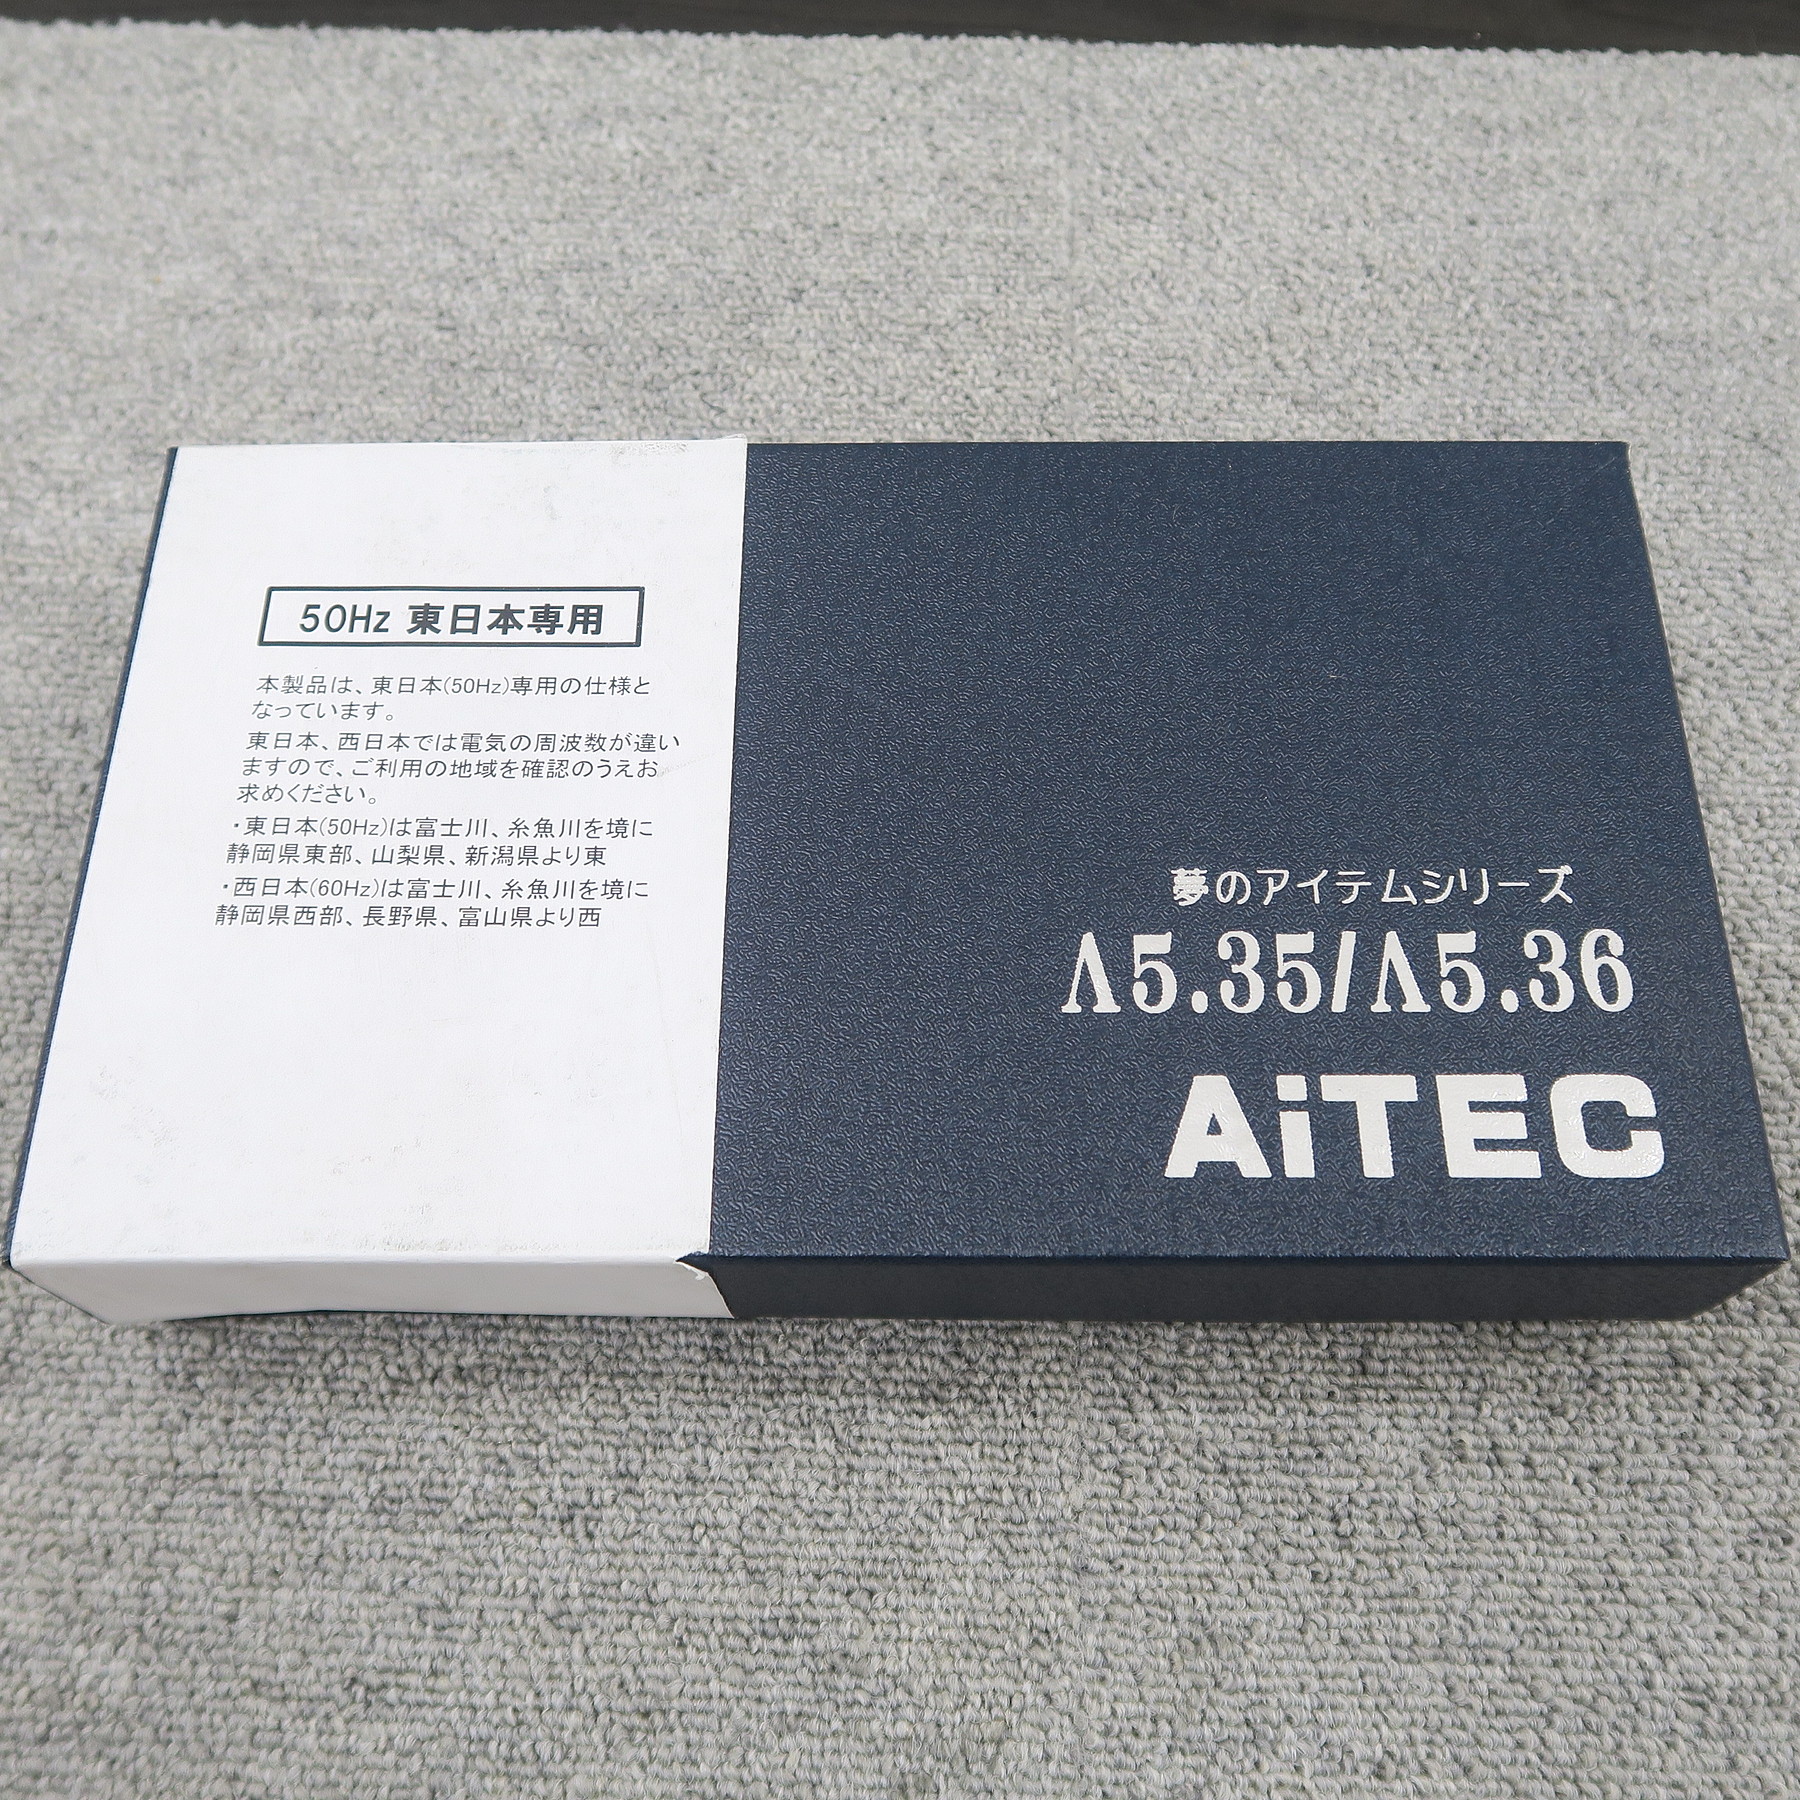 50Hz 東日本専用
本製品は、東日本(50Hz)専用の仕様と
なっています。
東日本、西日本では電気の周波数が違い
ますので、ご利用の地域を確認のうえお
求めください。
・東日本(50Hz)は富士川、糸魚川を境に
静岡県東部、山梨県、新潟県より東
・西日本(60Hz)は富士川、糸魚川を境に
静岡県西部、長野県、富山県より西
夢のアイテムシリーズ
Λ5.35/Λ5.36
AiTEC